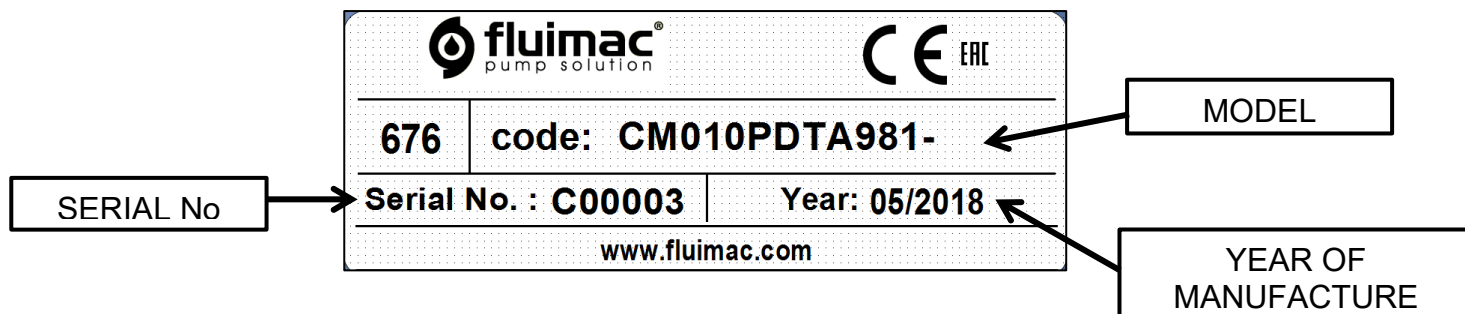 fluimac®
pump solution
CE EAC
MODEL
676 code: CM010PDTA981-
SERIAL No
Serial No. : C00003 Year: 05/2018
www.fluimac.com
YEAR OF
MANUFACTURE